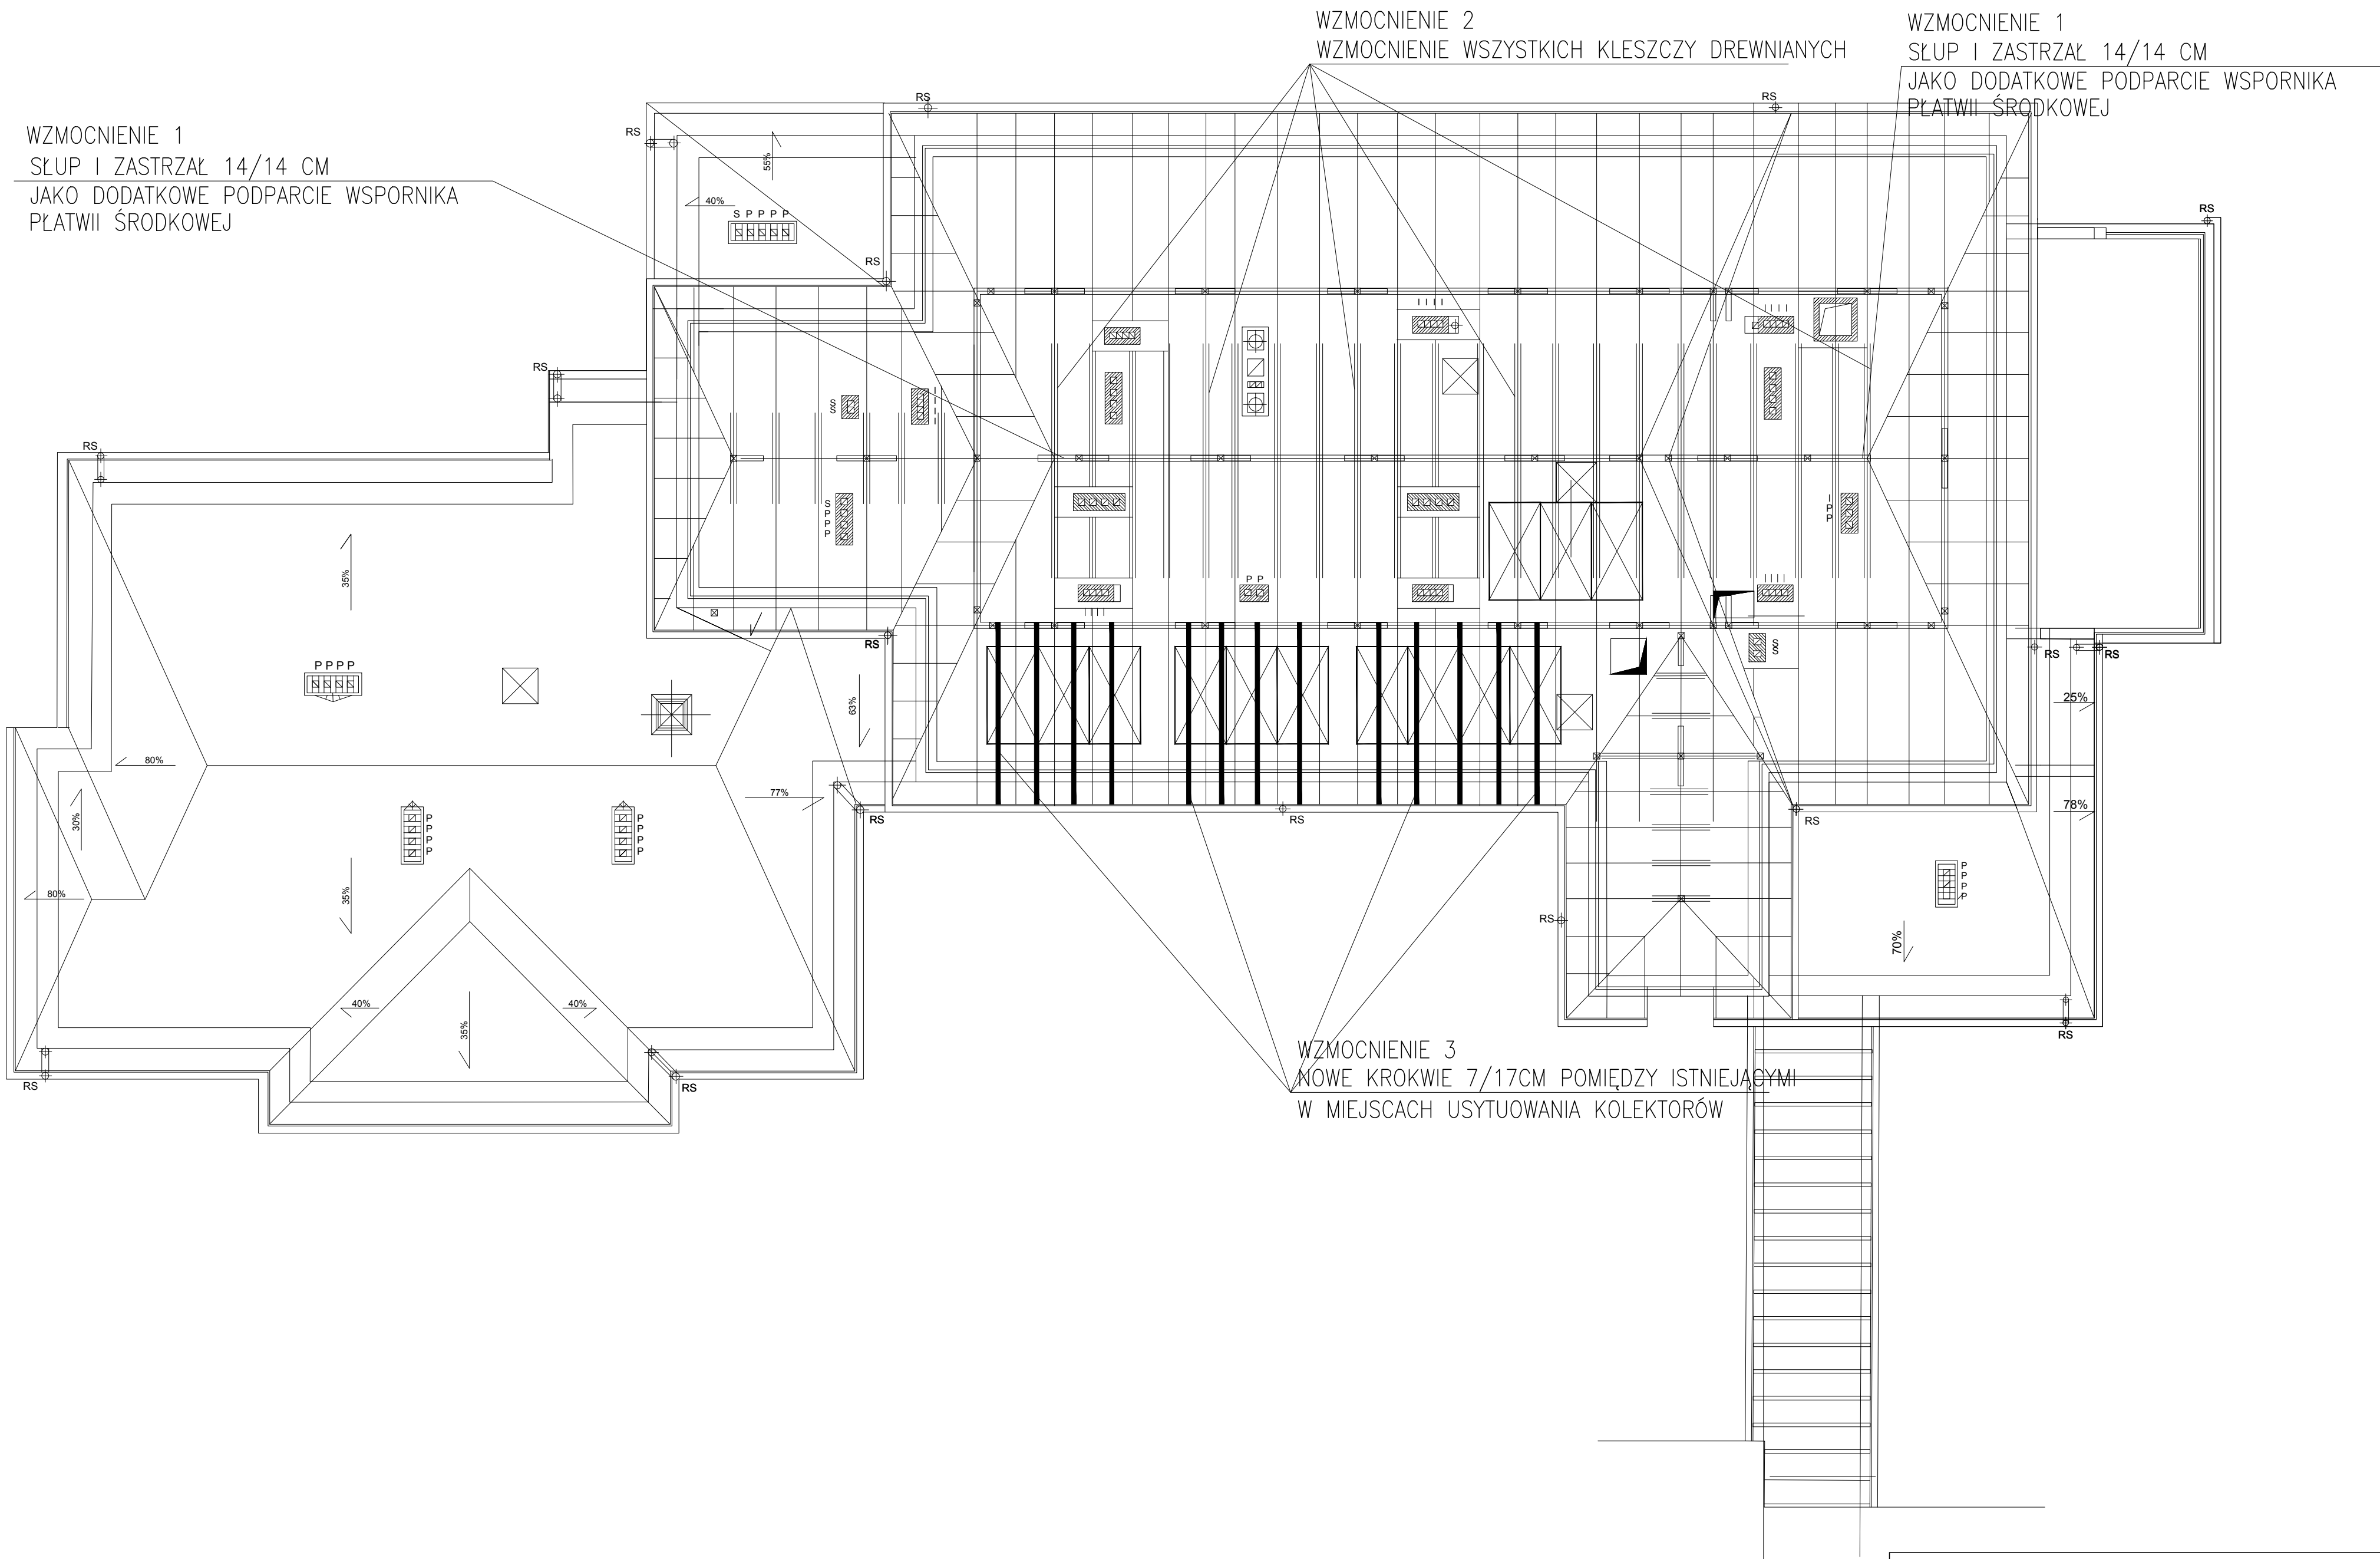 WZMOCNIENIE 2
WZMOCNIENIE WSZYSTKICH KLESZCZY DREWNIANYCH
WZMOCNIENIE 1
SŁUP I ZASTRZAŁ 14/14 CM
JAKO DODATKOWE PODPARCIE WSPORNIKA
PŁATWII ŚRODKOWEJ
WZMOCNIENIE 1
SŁUP I ZASTRZAŁ 14/14 CM
JAKO DODATKOWE PODPARCIE WSPORNIKA
PŁATWII ŚRODKOWEJ
RS
RS
RS
55%
40%
S P P P P
RS
RS
I I I I
I I I I
RS
S
S
I
I
I
I
RS
S
P
P
P
I
P
P
35%
P P
I I I I
I I I I
RS
S
S
RS
RS
P P P P
63%
25%
80%
77%
78%
30%
RS
RS
RS
P
P
P
P
P
P
P
P
80%
35%
P
P
P
P
RS
70%
40%
40%
35%
RS
RS
RS
WZMOCNIENIE 3
NOWE KROKWIE 7/17CM POMIĘDZY ISTNIEJĄCYMI
W MIEJSCACH USYTUOWANIA KOLEKTORÓW